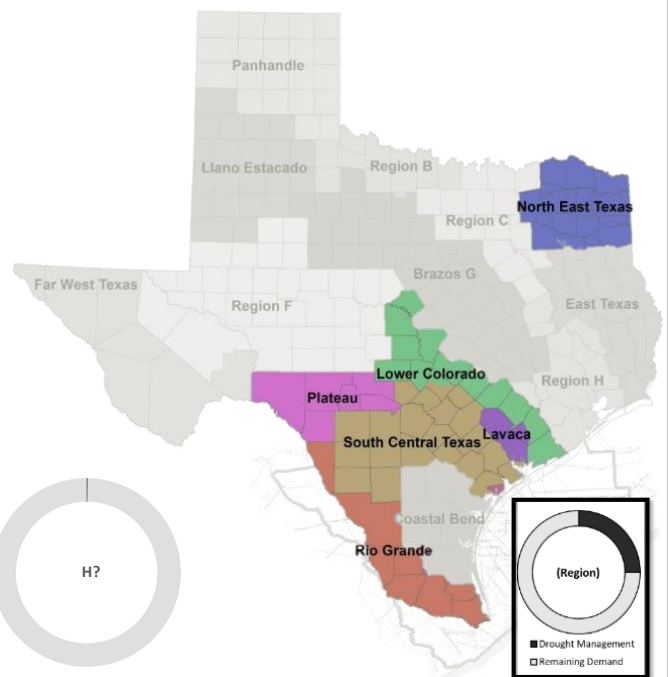 Panhandle
Llano Estacado
Region B
North East Texas
Region C
Brazos G
Far West Texas
Region F
East Texas
Lower Colorado
Region H
Plateau
Lavaca
South Central Texas
Coastal Bend
Rio Grande
H?
(Region)
Drought Management
Remaining Demand